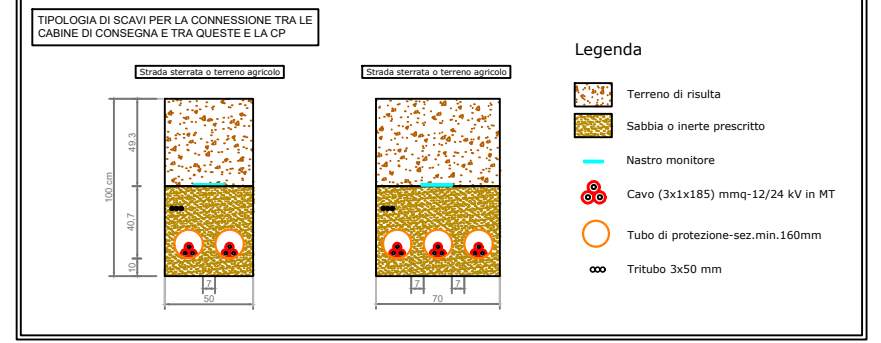 TIPOLOGIA DI SCAVI PER LA CONNESSIONE TRA LE
CABINE DI CONSEGNA E TRA QUESTE E LA CP
Strada sterrata o terreno agricolo
100 cm
49.3
40,7
10
7
50
Strada sterrata o terreno agricolo
7
7
70
Legenda
Terreno di risulta
Sabbia o inerte prescritto
Nastro monitore
Cavo (3x1x185) mmq-12/24 kV in MT
Tubo di protezione-sez.min.160mm
Tritubo 3x50 mm